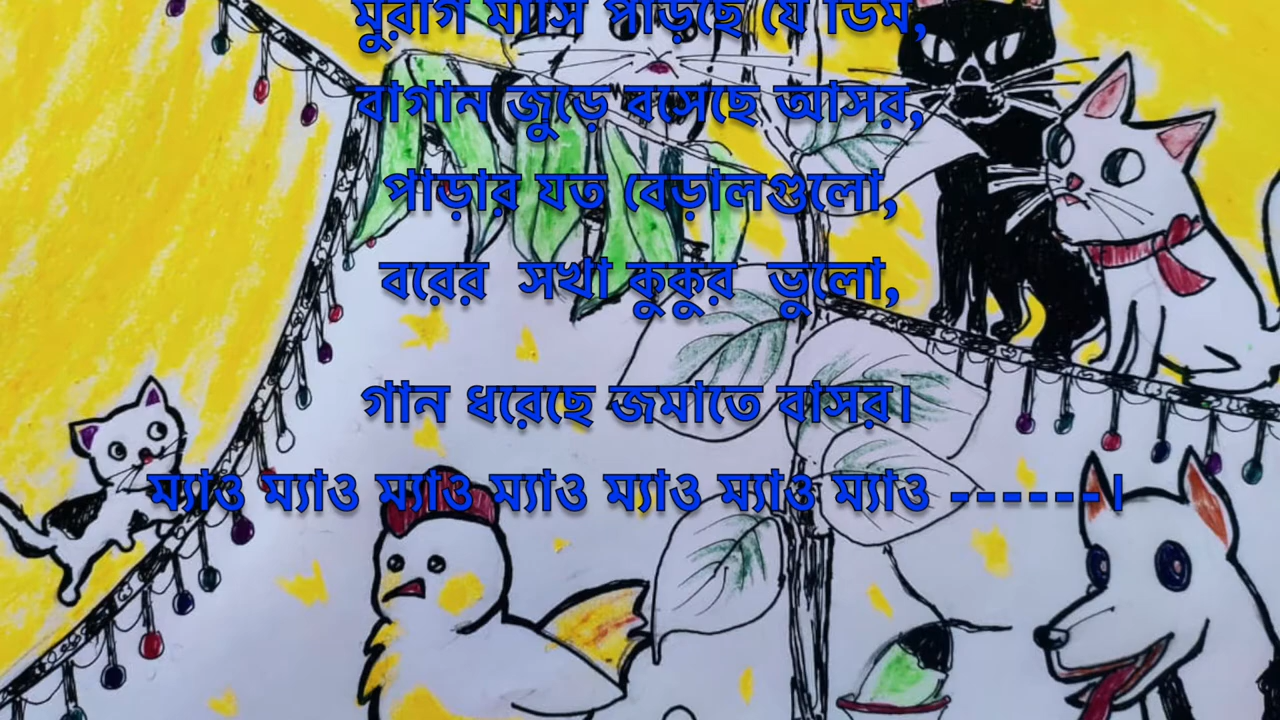 মুরগি মাসি পাড়ছে যে ডিম,
বাগান জুড়ে বসেছে আসর,
পাড়ার যত বেড়ালগুলো,
বরের সখা কুকুর ভুলো,
গান ধরেছে জমাতে বাসর।
ম্যাও ম্যাও ম্যাও ম্যাও ম্যাও ম্যাও ম্যাও ------।